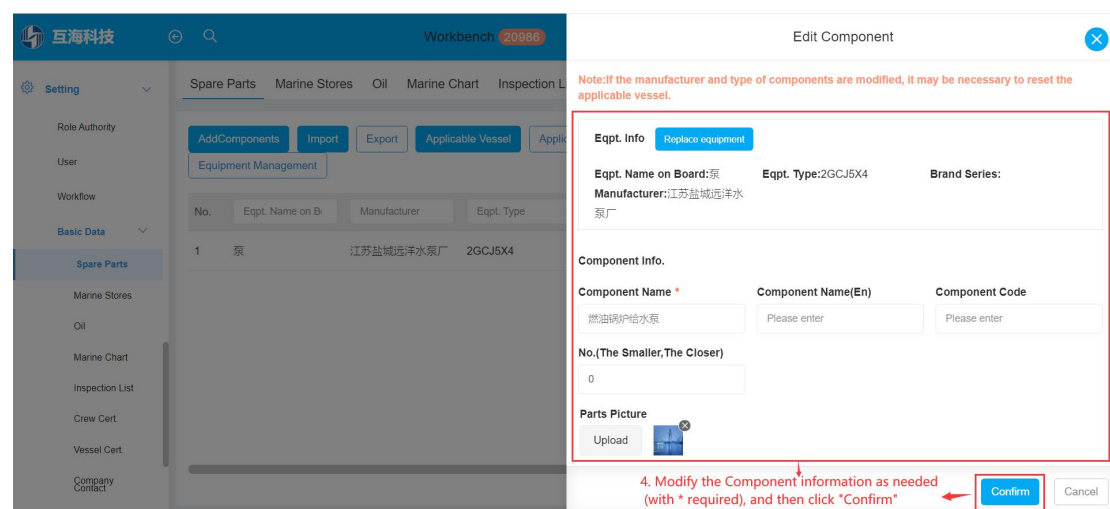 互海科技
Workbench 20986
Edit Component
Setting
Role Authority
User
Workflow
Basic Data
Spare Parts
Marine Stores
Oil
Marine Chart
Inspection List
Crew Cert.
Vessel Cert.
Company
Contact
Spare Parts Marine Stores Oil Marine Chart Inspection L
AddComponents Import Export Applicable Vessel Applic
Equipment Management
No. Eqpt. Name on B Manufacturer Eqpt. Type
1 泵 江苏盐城远洋水泵厂 2GCJ5X4
Note:If the manufacturer and type of components are modified, it may be necessary to reset the
applicable vessel.
Eqpt. Info Replace equipment
Eqpt. Name on Board:泵 Eqpt. Type:2GCJ5X4 Brand Series:
Manufacturer:江苏盐城远洋水
泵厂
Component Info.
Component Name * Component Name(En) Component Code
燃油锅炉给水泵 Please enter Please enter
No.(The Smaller,The Closer)
0
Parts Picture
Upload
4. Modify the Component information as needed
(with * required), and then click "Confirm"
Confirm Cancel